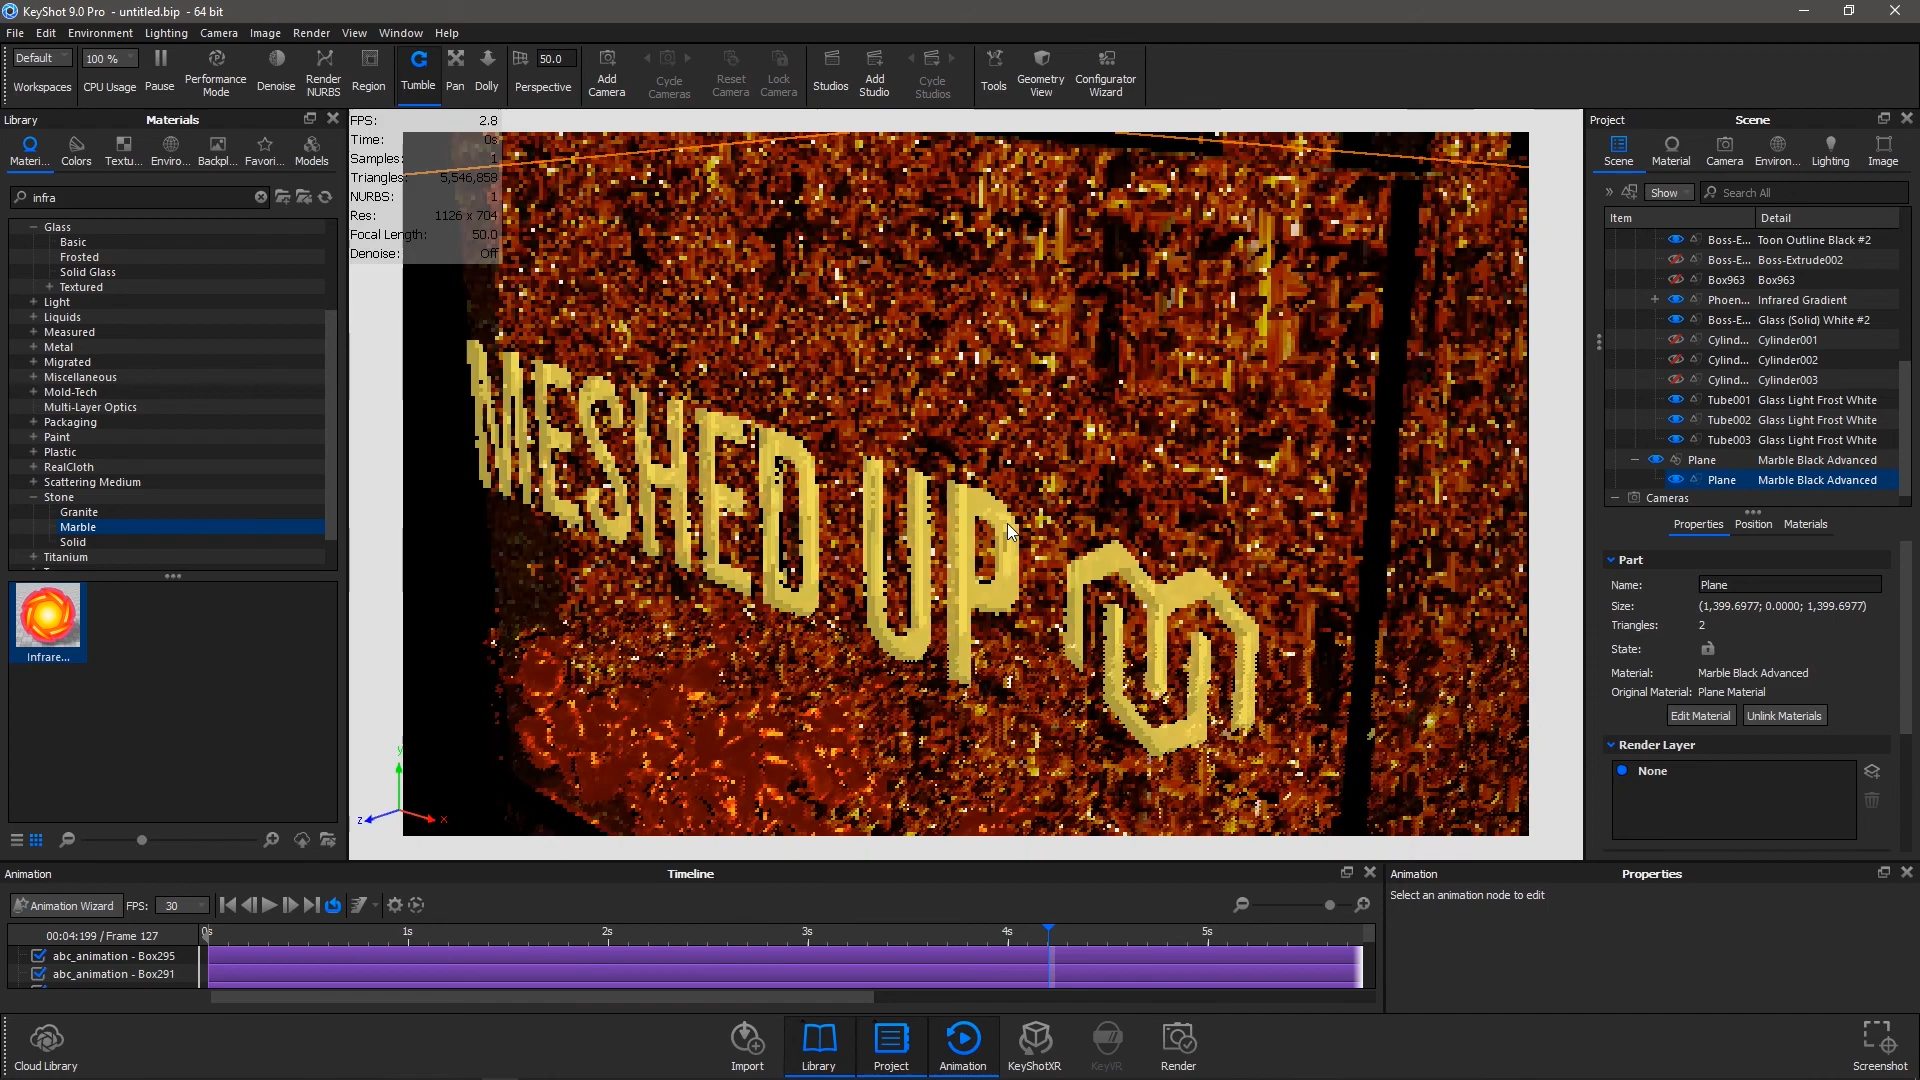 KeyShot 9.0 Pro - untitled.bip - 64 bit
File Edit Environment Lighting Camera Image Render View Window Help
Default 100 % 50.0
Workspaces CPU Usage Pause Performance Mode Denoise Render NURBS Region Tumble Pan Dolly Perspective Add Camera Cycle Cameras Reset Camera Lock Camera Studios Add Studio Cycle Studios Tools Geometry View Configurator Wizard
Library Materials
Materi... Colors Textu... Enviro... Backpl... Favori... Models
infra
Glass
Basic
Frosted
Solid Glass
Textured
Light
Liquids
Measured
Metal
Migrated
Miscellaneous
Mold-Tech
Multi-Layer Optics
Packaging
Paint
Plastic
RealCloth
Scattering Medium
Stone
Granite
Marble
Solid
Titanium
Infrare...
FPS: 2.8
Time: 0s
Samples: 1
Triangles: 5,546,858
NURBS: 1
Res: 1126 x 704
Focal Length: 50.0
Denoise: Off
MESHED UP
y
z x
Project Scene
Scene Material Camera Environ... Lighting Image
Show Search All
Item Detail
Boss-E... Toon Outline Black #2
Boss-E... Boss-Extrude002
Box963 Box963
Phoen... Infrared Gradient
Boss-E... Glass (Solid) White #2
Cylind... Cylinder001
Cylind... Cylinder002
Cylind... Cylinder003
Tube001 Glass Light Frost White
Tube002 Glass Light Frost White
Tube003 Glass Light Frost White
Plane Marble Black Advanced
Plane Marble Black Advanced
Cameras
Properties Position Materials
Part
Name: Plane
Size: (1,399.6977; 0.0000; 1,399.6977)
Triangles: 2
State:
Material: Marble Black Advanced
Original Material: Plane Material
Edit Material Unlink Materials
Render Layer
None
Animation Timeline
Animation Wizard FPS: 30
00:04:199 / Frame 127 0s 1s 2s 3s 4s 5s
abc_animation - Box295
abc_animation - Box291
Animation Properties
Select an animation node to edit
Cloud Library Import Library Project Animation KeyShotXR KeyVR Render Screenshot